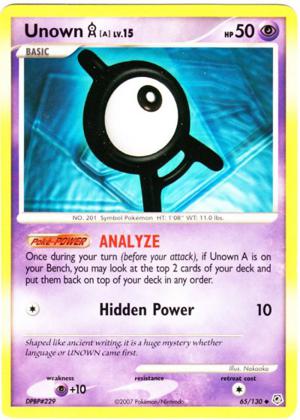 Unown A [A] LV.15 HP 50
BASIC
NO. 201 Symbol Pokémon HT: 1'08" WT: 11.0 lbs.
Poké-POWER ANALYZE
Once during your turn (before your attack), if Unown A is
on your Bench, you may look at the top 2 cards of your deck and
put them back on top of your deck in any order.
Hidden Power 10
Illus. Nakaoka
Shaped like ancient writing, it is a huge mystery whether
language or UNOWN came first.
weakness resistance retreat cost
+10
DPBP#229 ©2007 Pokémon/Nintendo 65/130